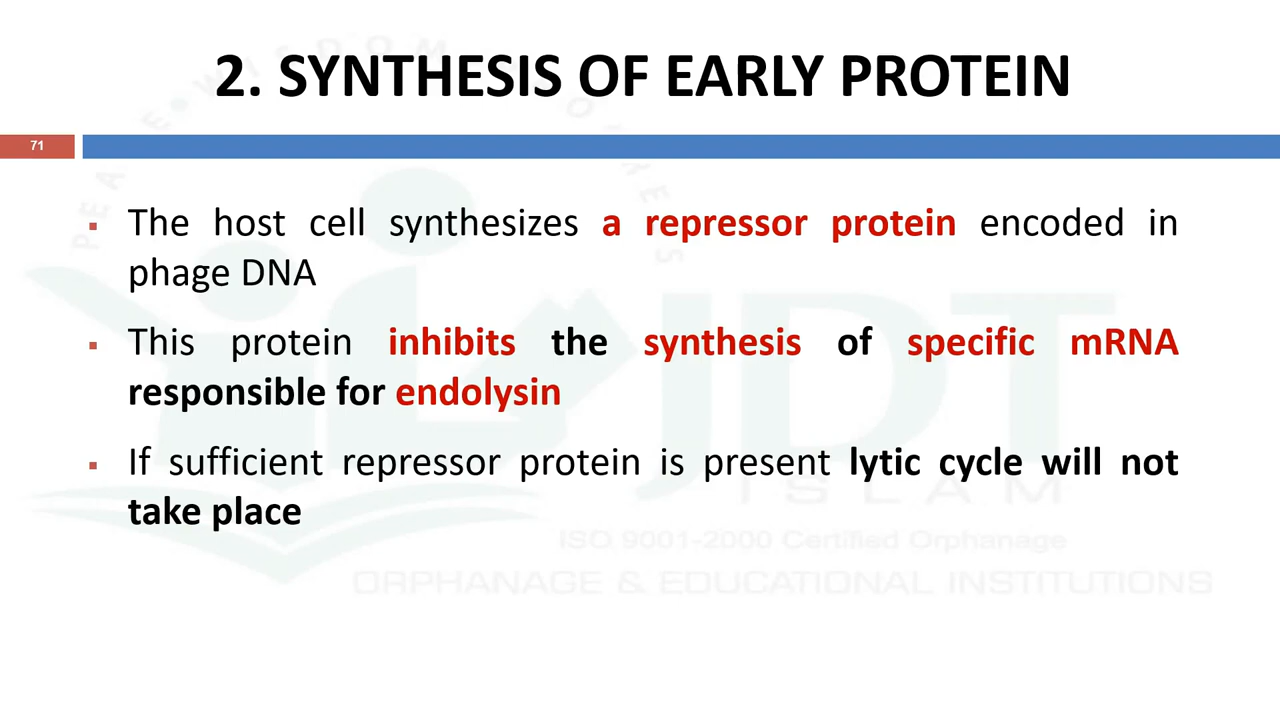 2. SYNTHESIS OF EARLY PROTEIN
71
▪ The host cell synthesizes a repressor protein encoded in
phage DNA
▪ This protein inhibits the synthesis of specific mRNA
responsible for endolysin
▪ If sufficient repressor protein is present lytic cycle will not
take place
JDT
ISLAM
ISO 9001-2000 Certified Orphanage
ORPHANAGE & EDUCATIONAL INSTITUTIONS